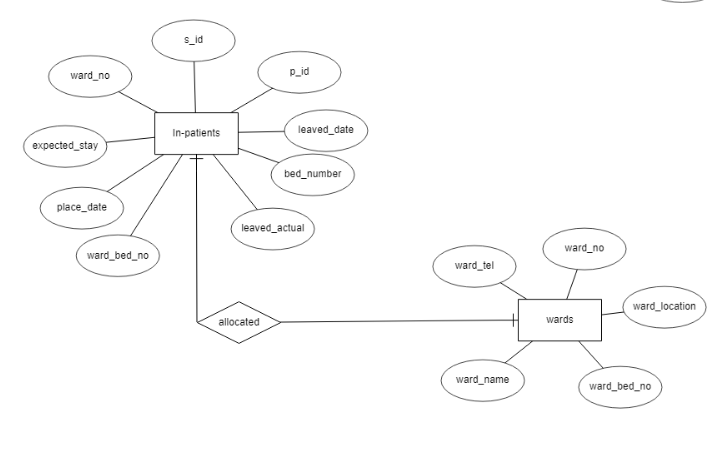 s_id
ward_no
p_id
In-patients
leaved_date
expected_stay
bed_number
place_date
leaved_actual
ward_bed_no
ward_no
ward_tel
ward_location
allocated
wards
ward_name
ward_bed_no